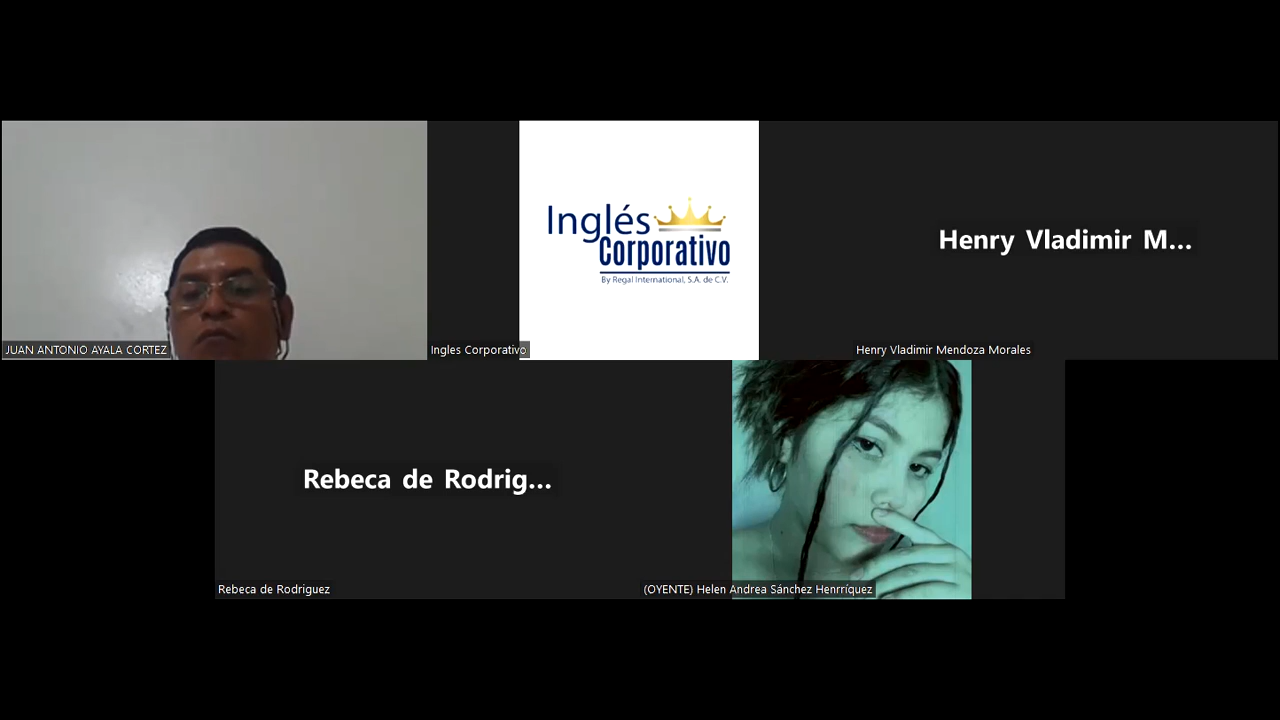 Inglés
Corporativo
By Regal International, S.A. de C.V.
Henry Vladimir M...
JUAN ANTONIO AYALA CORTEZ
Ingles Corporativo
Henry Vladimir Mendoza Morales
Rebeca de Rodrig...
Rebeca de Rodriguez
(OYENTE) Helen Andrea Sánchez Henrríquez